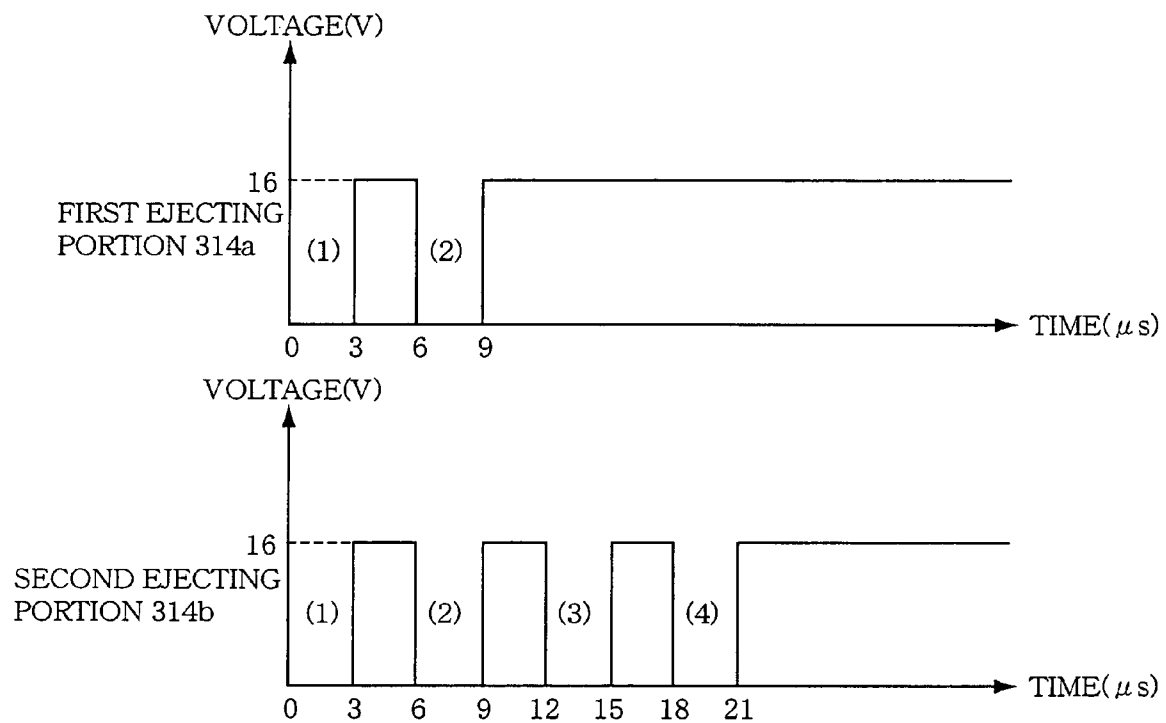 VOLTAGE(V)
16
FIRST EJECTING
PORTION 314a
(1)
(2)
TIME(μs)
0 3 6 9
VOLTAGE(V)
16
SECOND EJECTING
PORTION 314b
(1) (2) (3) (4)
TIME(μs)
0 3 6 9 12 15 18 21